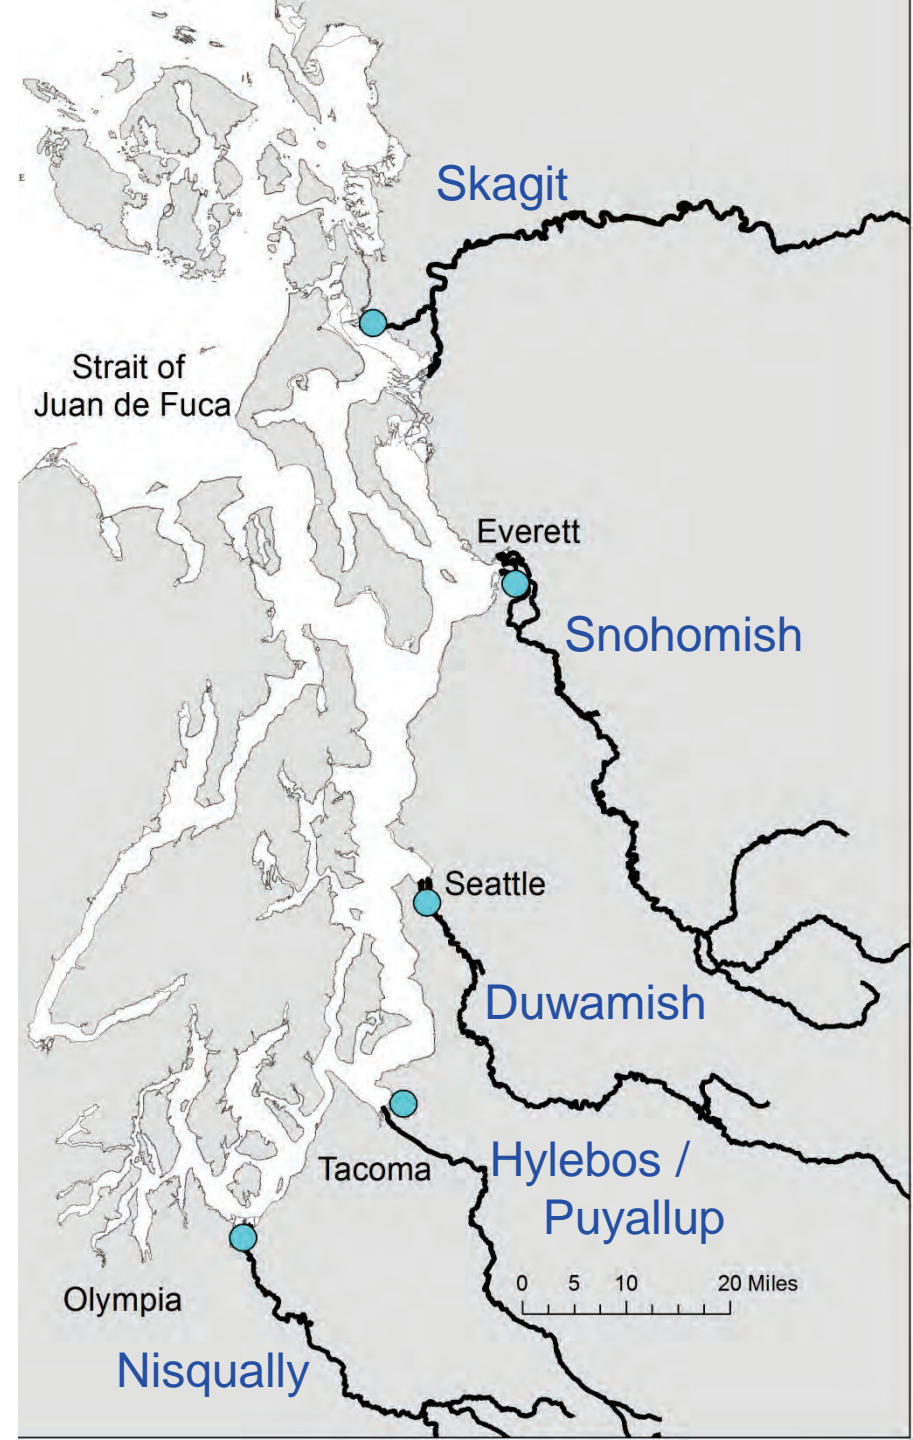 Skagit
E
Strait of
Juan de Fuca
Everett
Snohomish
Seattle
Duwamish
Tacoma
Hylebos /
Puyallup
0 5 10 20 Miles
Olympia
Nisqually